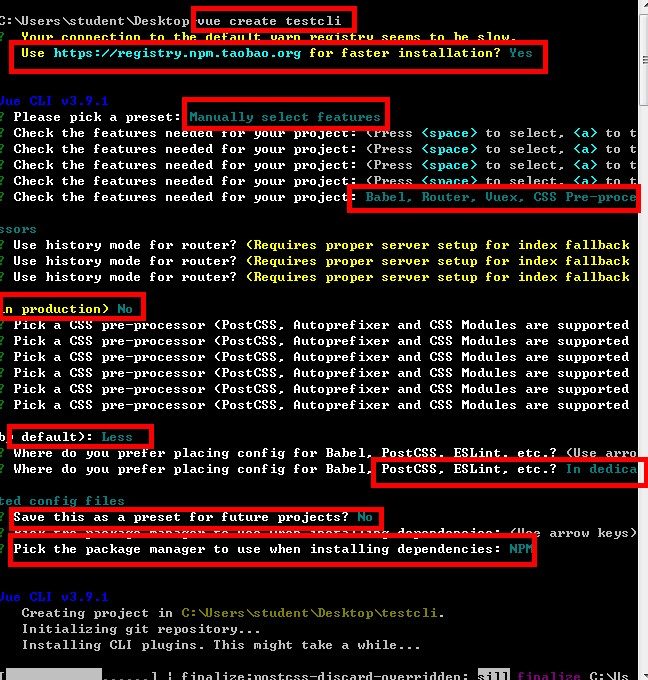 C:\Users\student\Desktop>vue create testcli
? Your connection to the default yarn registry seems to be slow.
Use https://registry.npm.taobao.org for faster installation? Yes
Vue CLI v3.9.1
? Please pick a preset: Manually select features
? Check the features needed for your project: (Press <space> to select, <a> to t
? Check the features needed for your project: (Press <space> to select, <a> to t
? Check the features needed for your project: (Press <space> to select, <a> to t
? Check the features needed for your project: (Press <space> to select, <a> to t
? Check the features needed for your project: Babel, Router, Vuex, CSS Pre-proce
ssors
? Use history mode for router? (Requires proper server setup for index fallback
? Use history mode for router? (Requires proper server setup for index fallback
? Use history mode for router? (Requires proper server setup for index fallback
in production) No
? Pick a CSS pre-processor (PostCSS, Autoprefixer and CSS Modules are supported
? Pick a CSS pre-processor (PostCSS, Autoprefixer and CSS Modules are supported
? Pick a CSS pre-processor (PostCSS, Autoprefixer and CSS Modules are supported
? Pick a CSS pre-processor (PostCSS, Autoprefixer and CSS Modules are supported
? Pick a CSS pre-processor (PostCSS, Autoprefixer and CSS Modules are supported
? Pick a CSS pre-processor (PostCSS, Autoprefixer and CSS Modules are supported
by default): Less
? Where do you prefer placing config for Babel, PostCSS, ESLint, etc.? (Use arro
? Where do you prefer placing config for Babel, PostCSS, ESLint, etc.? In dedica
ted config files
? Save this as a preset for future projects? No
? Pick the package manager to use when installing dependencies: (Use arrow keys)
? Pick the package manager to use when installing dependencies: NPM
Vue CLI v3.9.1
Creating project in C:\Users\student\Desktop\testcli.
Initializing git repository...
Installing CLI plugins. This might take a while...
[ ......] | finalize:postcss-discard-overridden: sill finalize C:\Us